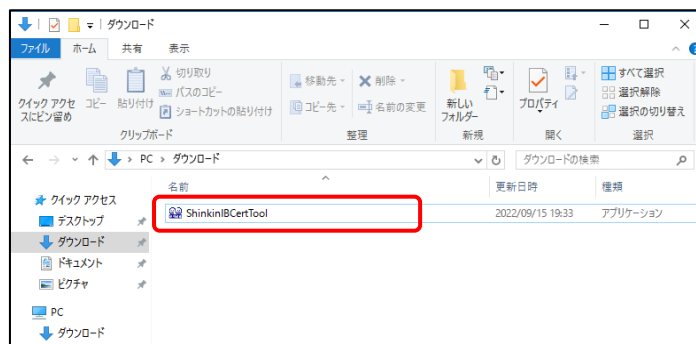 ダウンロード
ファイル ホーム 共有 表示
クイック アクセスにピン留め
コピー
貼り付け
切り取り
パスのコピー
ショートカットの貼り付け
移動先
コピー先
削除
名前の変更
新しいフォルダー
プロパティ
すべて選択
選択解除
選択の切り替え
クリップボード 整理 新規 開く 選択
PC › ダウンロード
ダウンロードの検索
名前 更新日時 種類
ShinkinIBCertTool 2022/09/15 19:33 アプリケーション
クイック アクセス
デスクトップ
ダウンロード
ドキュメント
ピクチャ
PC
ダウンロード